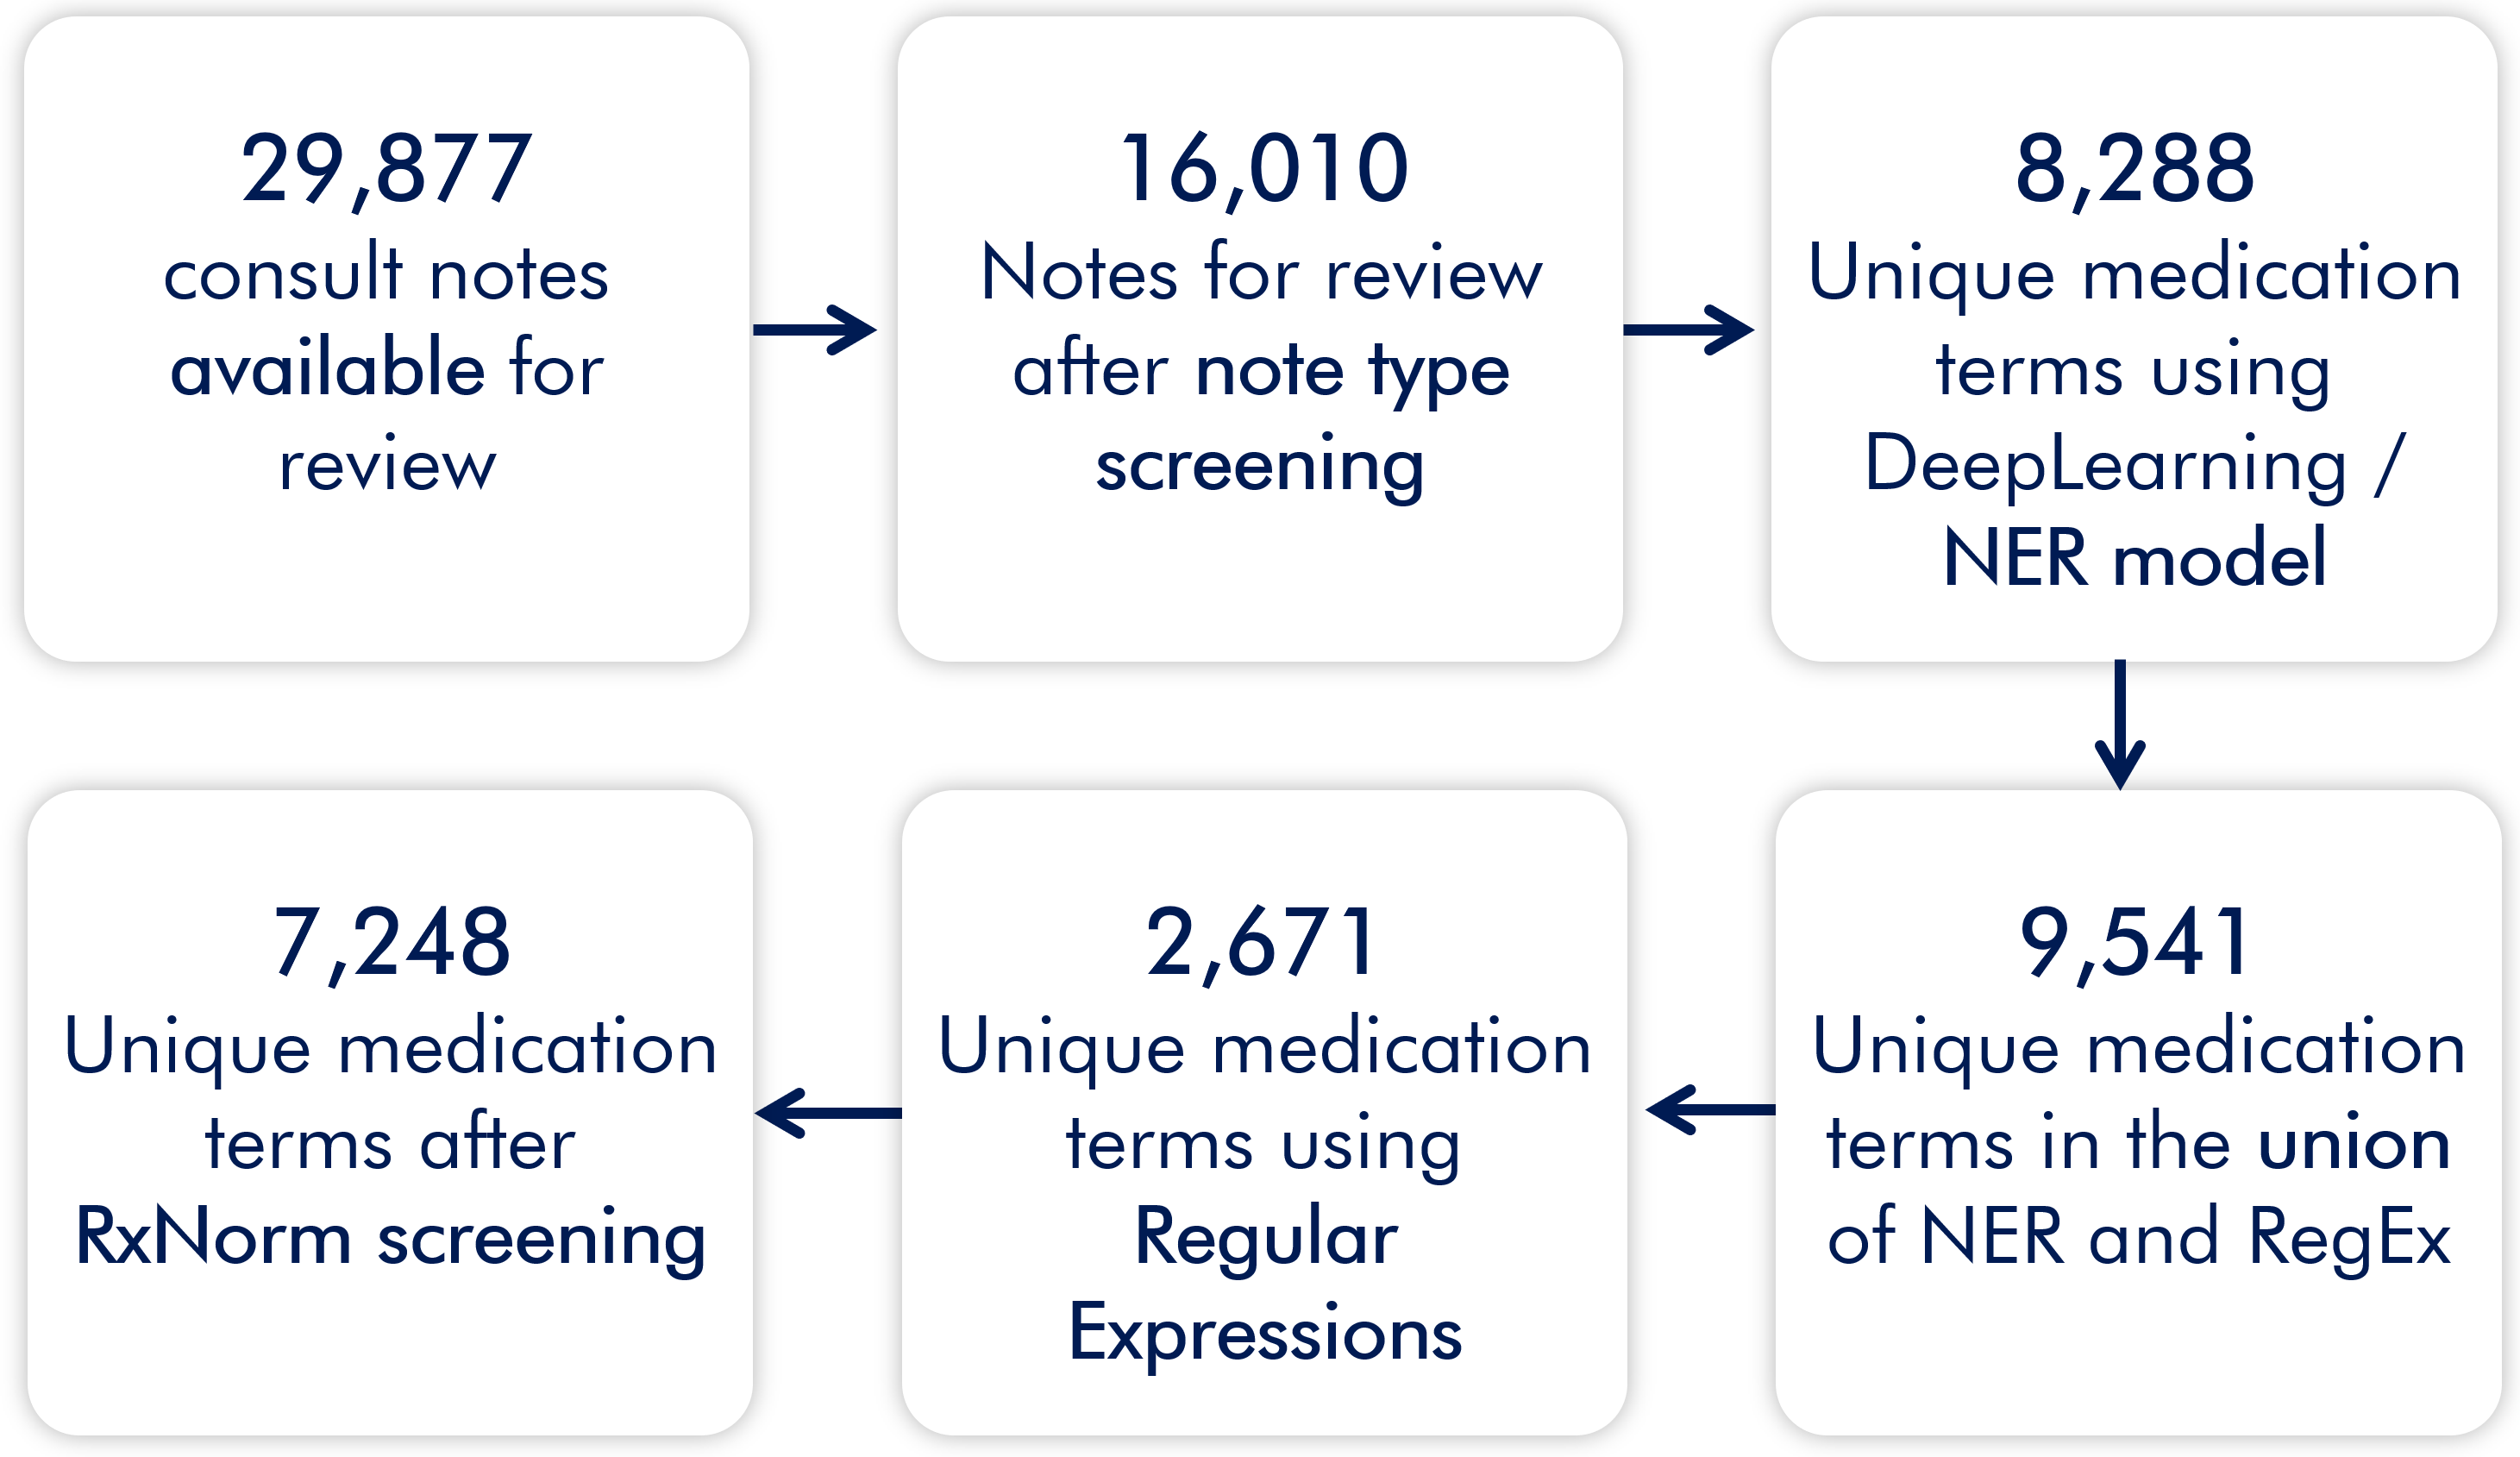 29,877
consult notes
available for
review
16,010
Notes for review
after note type
screening
8,288
Unique medication
terms using
DeepLearning /
NER model
9,541
Unique medication
terms in the union
of NER and RegEx
2,671
Unique medication
terms using
Regular
Expressions
7,248
Unique medication
terms after
RxNorm screening